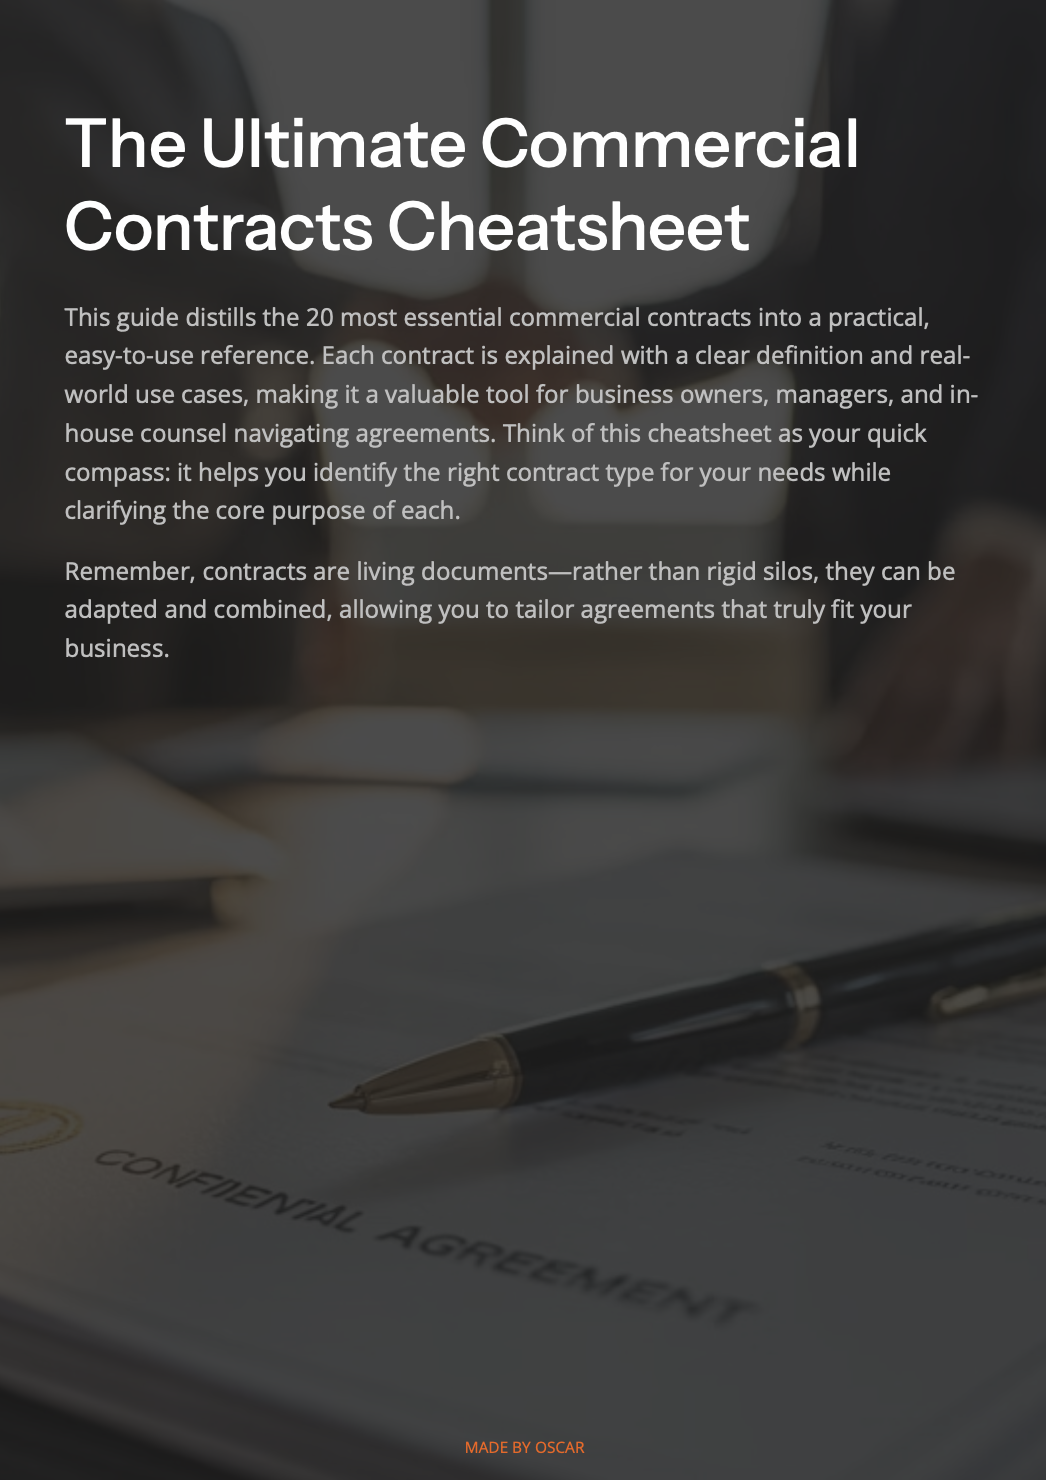 The Ultimate Commercial
Contracts Cheatsheet
This guide distills the 20 most essential commercial contracts into a practical,
easy-to-use reference. Each contract is explained with a clear definition and real-
world use cases, making it a valuable tool for business owners, managers, and in-
house counsel navigating agreements. Think of this cheatsheet as your quick
compass: it helps you identify the right contract type for your needs while
clarifying the core purpose of each.
Remember, contracts are living documents—rather than rigid silos, they can be
adapted and combined, allowing you to tailor agreements that truly fit your
business.
CONFIIENTAL AGREEMENT
MADE BY OSCAR